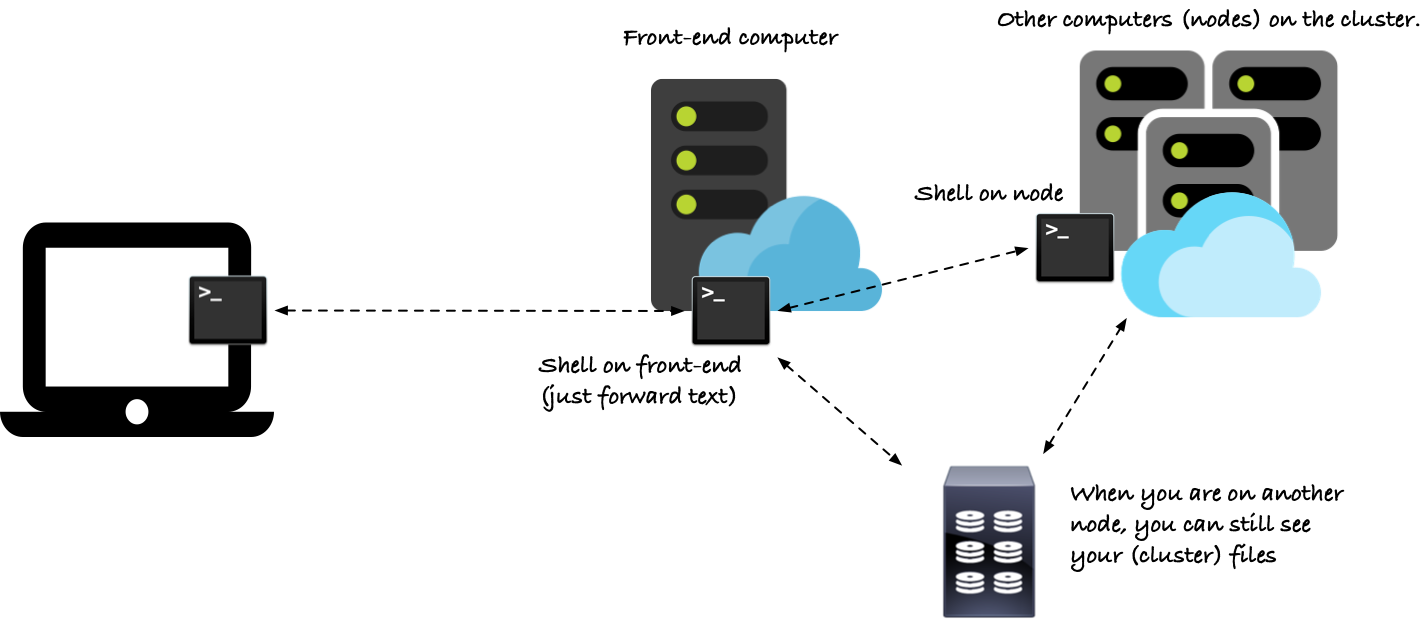 Other computers (nodes) on the cluster.
Front-end computer
Shell on node
>_
>_
>_
Shell on front-end
(just forward text)
When you are on another
node, you can still see
your (cluster) files